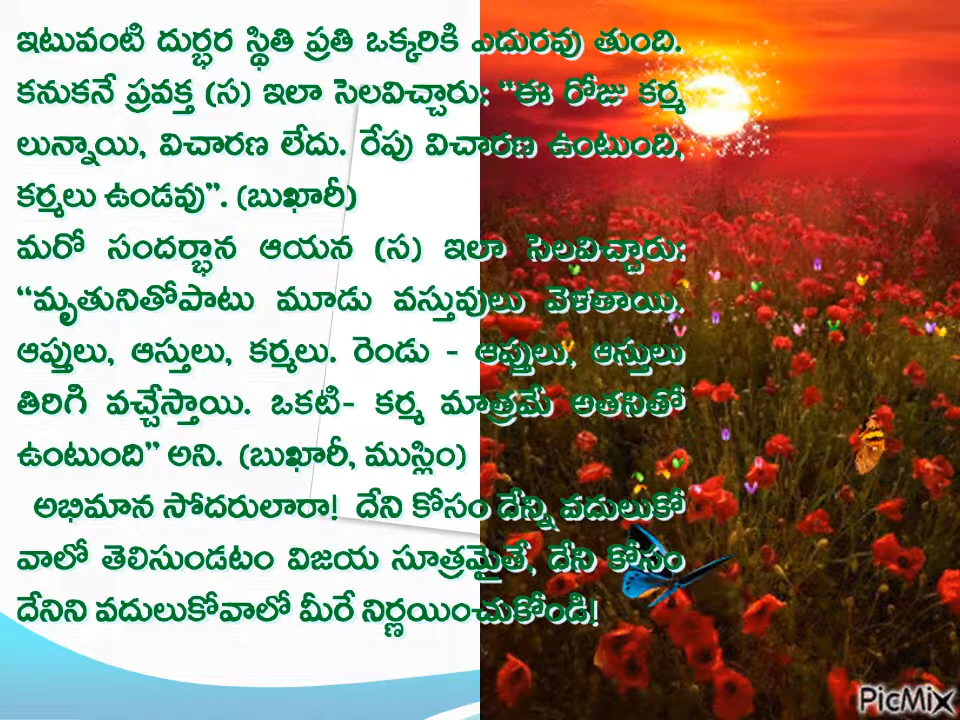 ఇటువంటి దుర్భర స్థితి ప్రతి ఒక్కరికి ఎదురవు తుంది.
కనుకనే ప్రవక్త (స) ఇలా సెలవిచ్చారు: “ఈ రోజు కర్మ
లున్నాయి, విచారణ లేదు. రేపు విచారణ ఉంటుంది,
కర్మలు ఉండవు”. (బుఖారీ)
మరో సందర్భాన ఆయన (స) ఇలా సెలవిచ్చారు:
“మృతునితోపాటు మూడు వస్తువులు వెళతాయి.
ఆప్తులు, ఆస్తులు, కర్మలు. రెండు - ఆప్తులు, ఆస్తులు
తిరిగి వచ్చేస్తాయి. ఒకటి- కర్మ మాత్రమే అతనితో
ఉంటుంది” అని. (బుఖారీ, ముస్లిం)
అభిమాన సోదరులారా! దేని కోసం దేన్ని వదులుకో
వాలో తెలిసుండటం విజయ సూత్రమైతే, దేని కోసం
దేనిని వదులుకోవాలో మీరే నిర్ణయించుకోండి!
PicMix